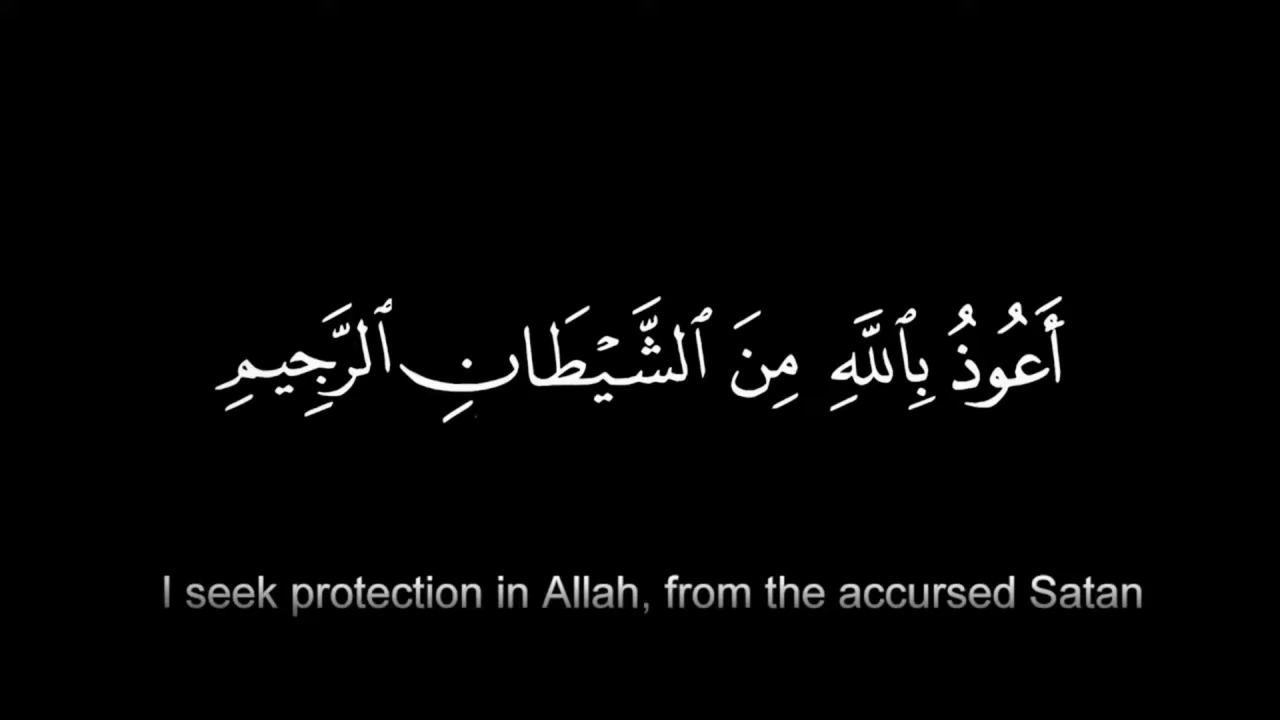 أَعُوذُ بِٱللَّهِ مِنَ ٱلشَّيْطَانِ ٱلرَّجِيمِ
I seek protection in Allah, from the accursed Satan